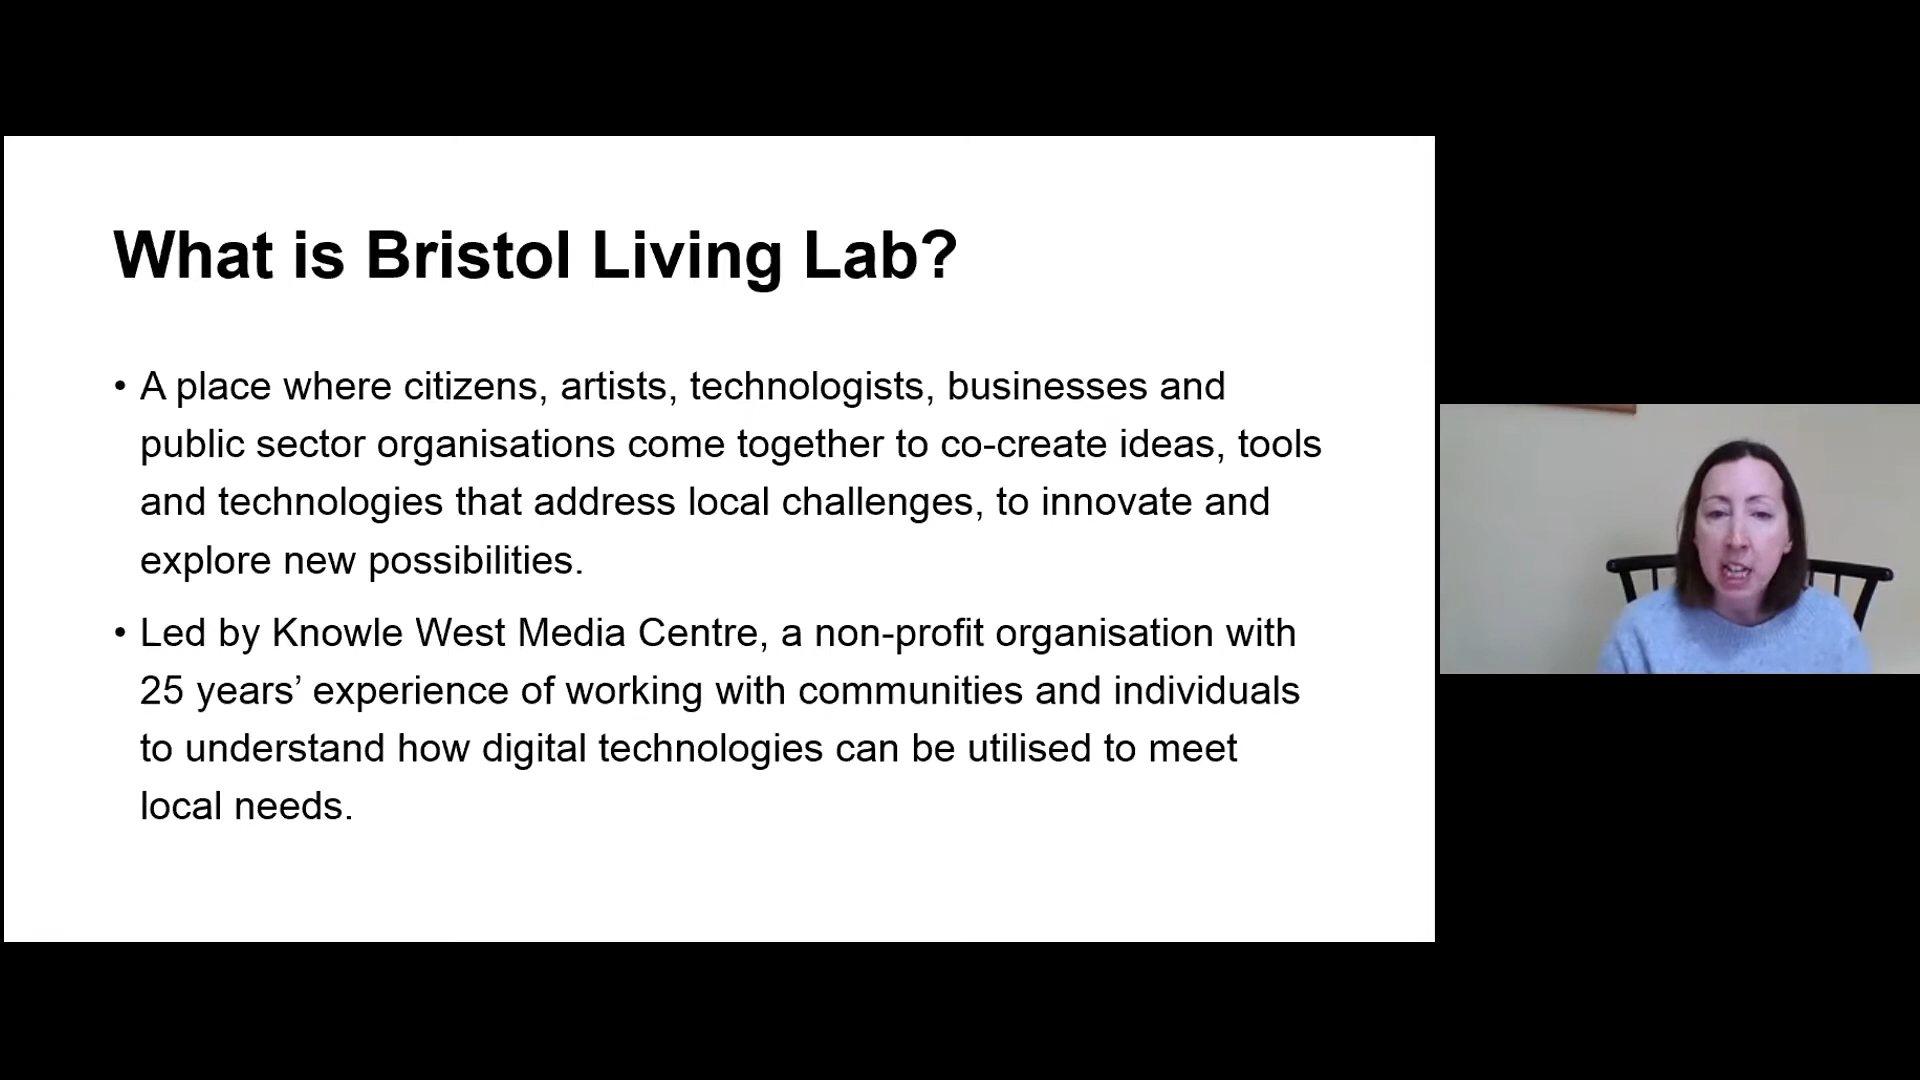 What is Bristol Living Lab?
• A place where citizens, artists, technologists, businesses and
public sector organisations come together to co-create ideas, tools
and technologies that address local challenges, to innovate and
explore new possibilities.
• Led by Knowle West Media Centre, a non-profit organisation with
25 years’ experience of working with communities and individuals
to understand how digital technologies can be utilised to meet
local needs.